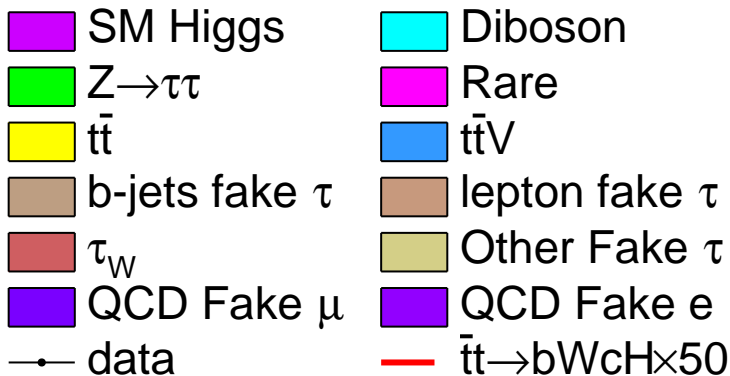 SM Higgs Diboson
Z→ττ Rare
tt̄ tt̄V
b-jets fake τ lepton fake τ
τ_W Other Fake τ
QCD Fake μ QCD Fake e
data t̄t→bWcH×50